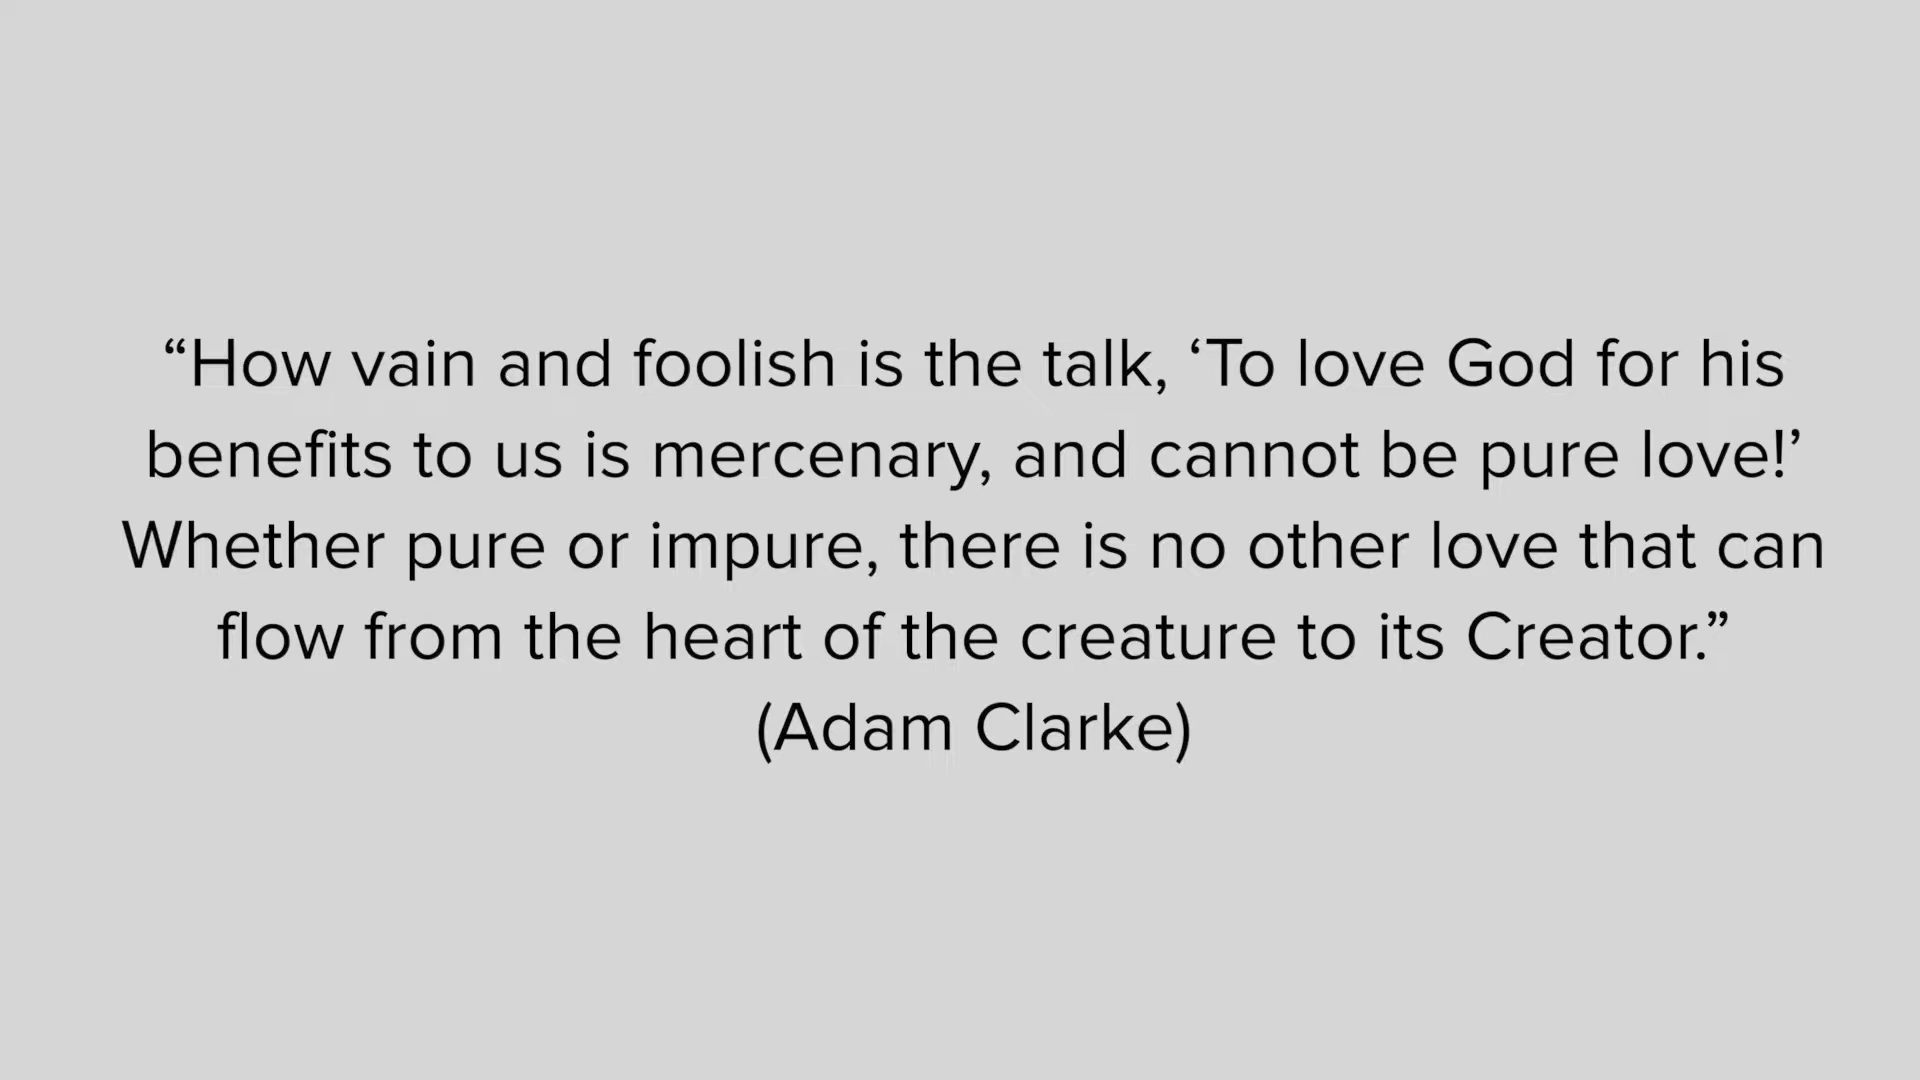 “How vain and foolish is the talk, ‘To love God for his
benefits to us is mercenary, and cannot be pure love!’
Whether pure or impure, there is no other love that can
flow from the heart of the creature to its Creator.”
(Adam Clarke)